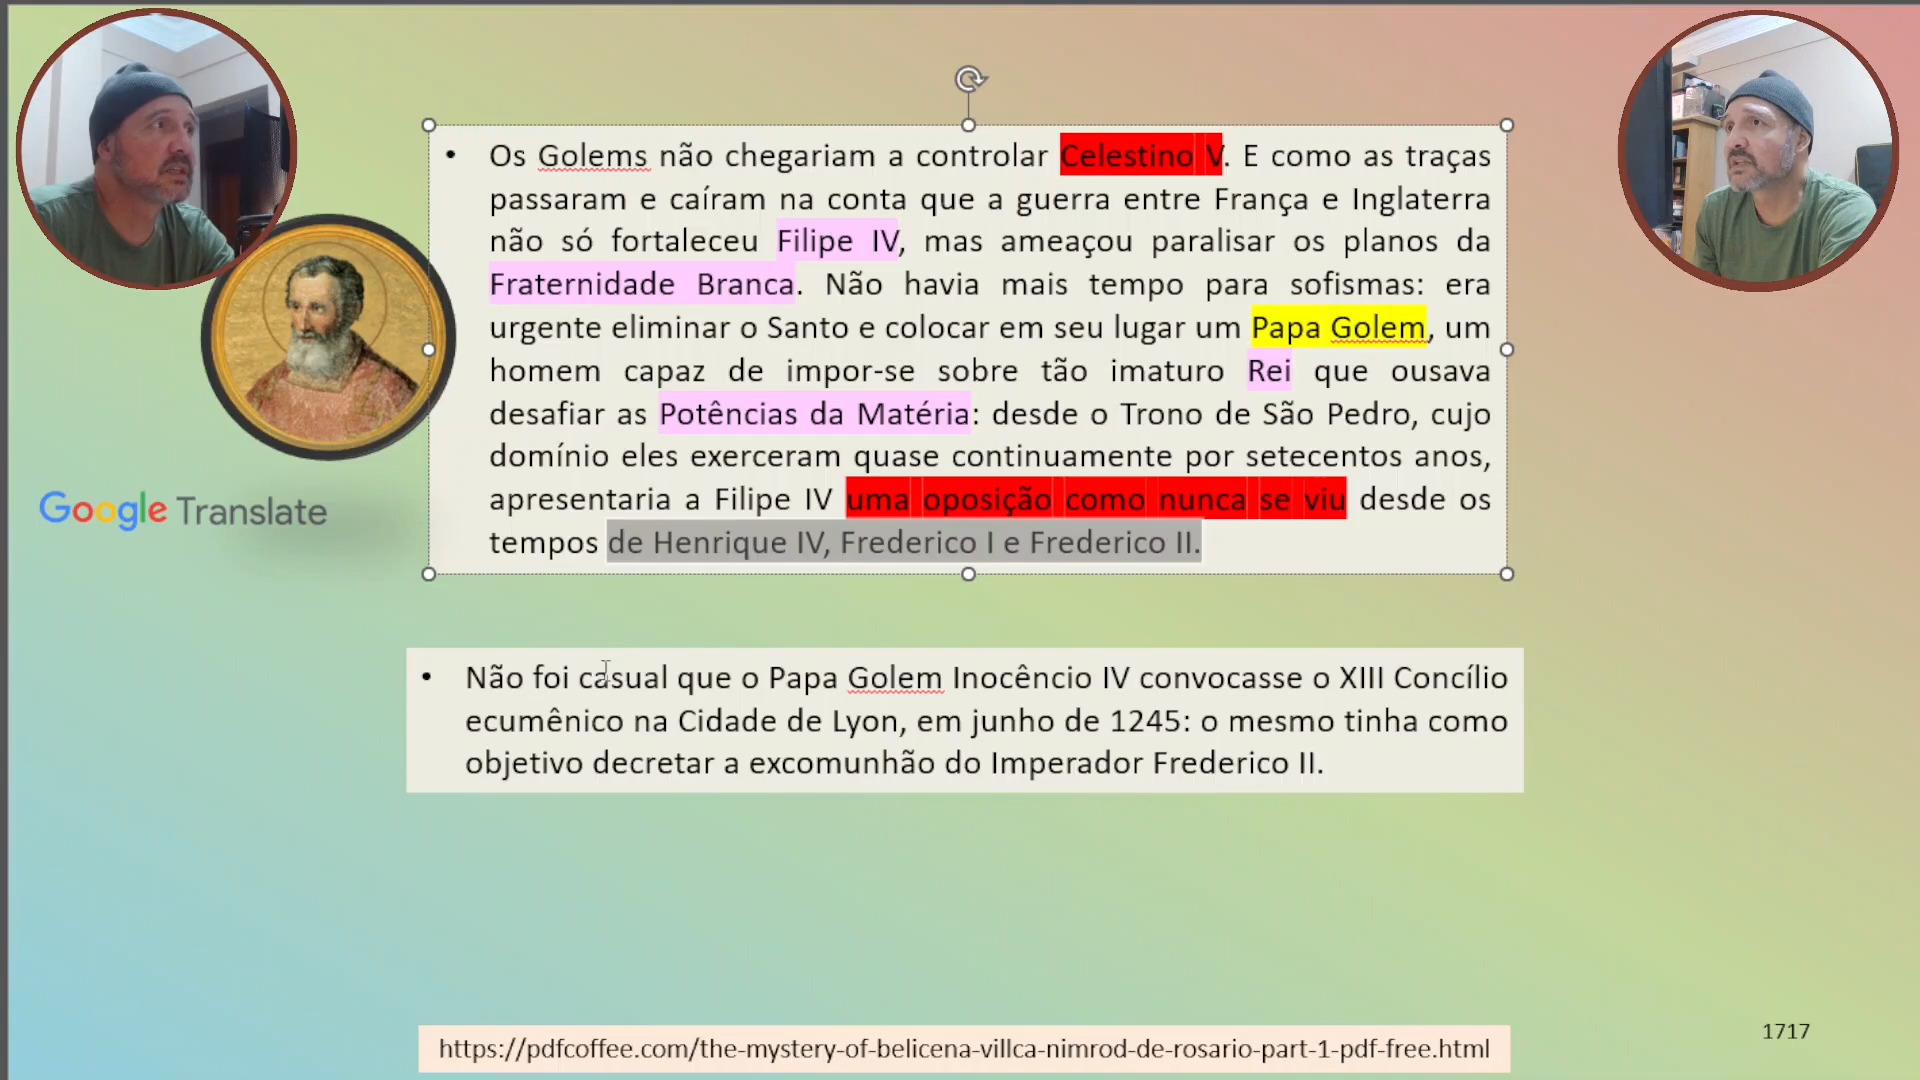 • Os Golems não chegariam a controlar Celestino V. E como as traças
passaram e caíram na conta que a guerra entre França e Inglaterra
não só fortaleceu Filipe IV, mas ameaçou paralisar os planos da
Fraternidade Branca. Não havia mais tempo para sofismas: era
urgente eliminar o Santo e colocar em seu lugar um Papa Golem, um
homem capaz de impor-se sobre tão imaturo Rei que ousava
desafiar as Potências da Matéria: desde o Trono de São Pedro, cujo
domínio eles exerceram quase continuamente por setecentos anos,
apresentaria a Filipe IV uma oposição como nunca se viu desde os
tempos de Henrique IV, Frederico I e Frederico II.
Google Translate
• Não foi casual que o Papa Golem Inocêncio IV convocasse o XIII Concílio
ecumênico na Cidade de Lyon, em junho de 1245: o mesmo tinha como
objetivo decretar a excomunhão do Imperador Frederico II.
1717
https://pdfcoffee.com/the-mystery-of-belicena-villca-nimrod-de-rosario-part-1-pdf-free.html